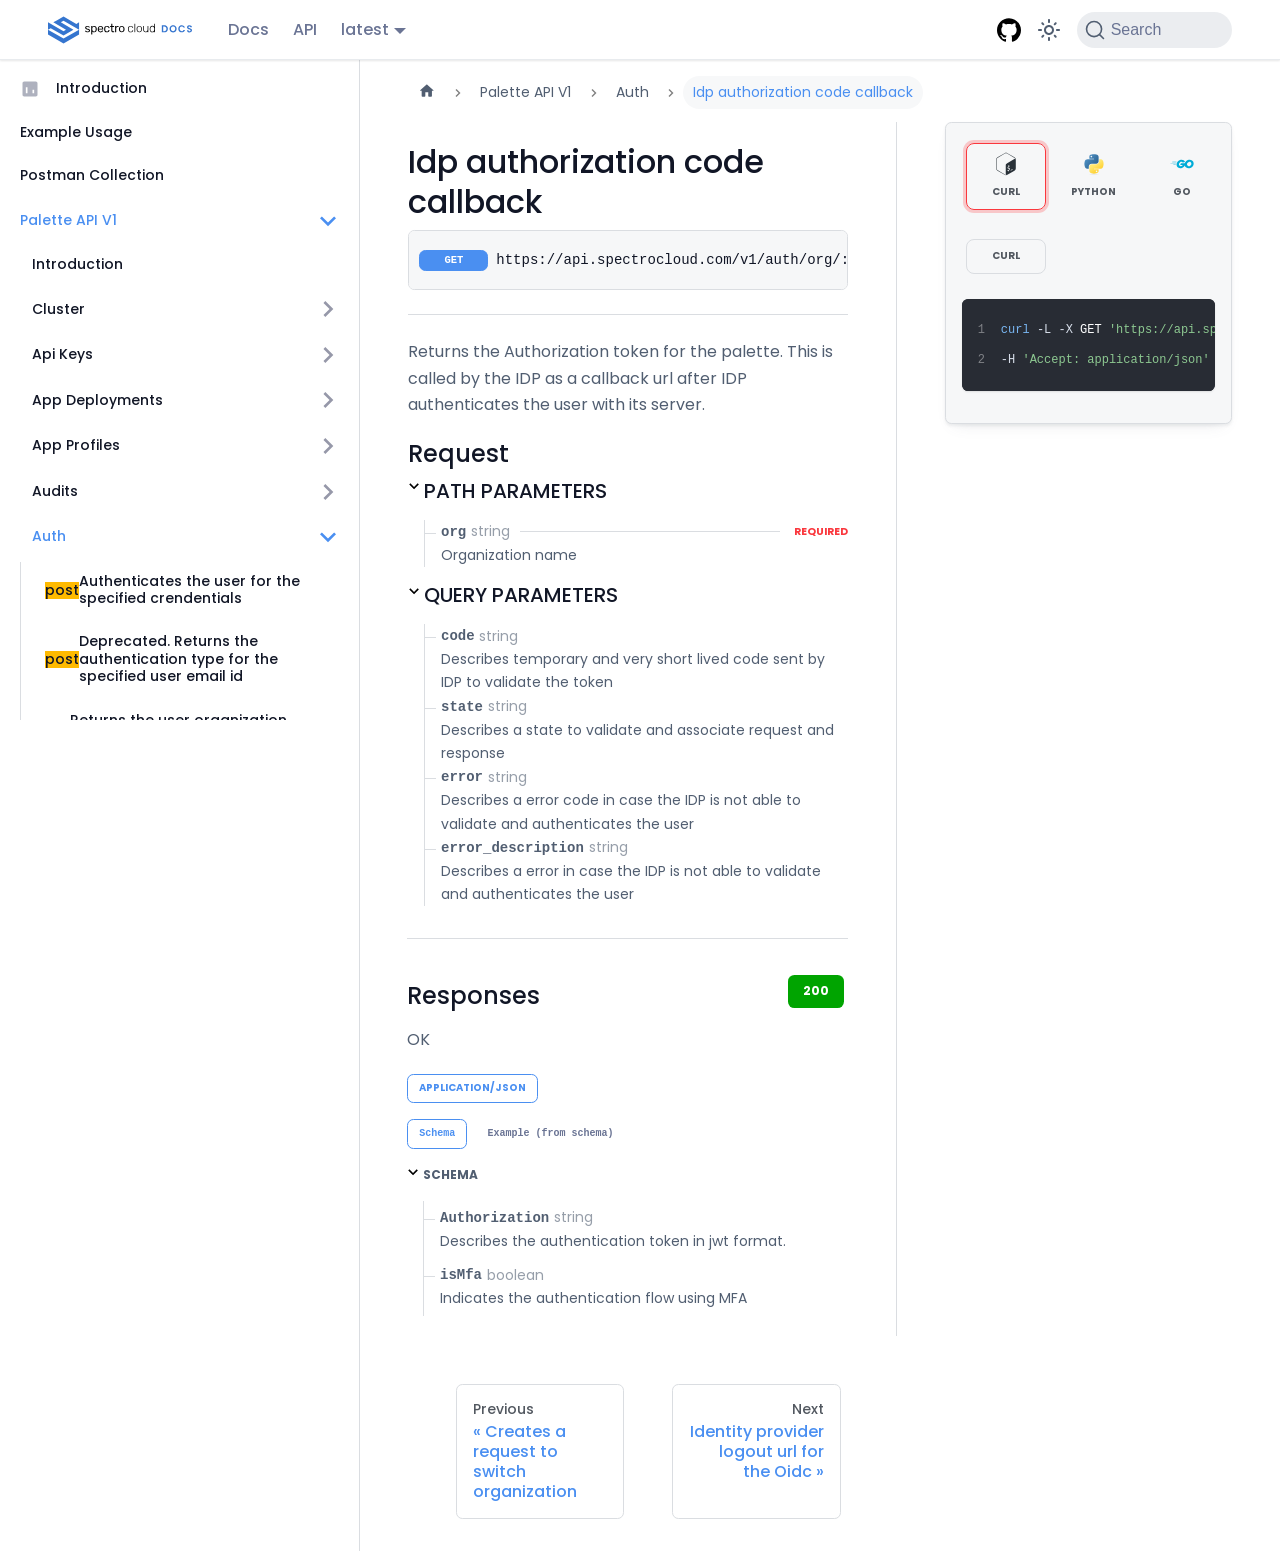 spectro cloud DOCS
Docs
API
latest
Search
Introduction
Example Usage
Postman Collection
Palette API V1
Introduction
Cluster
Api Keys
App Deployments
App Profiles
Audits
Auth
post
Authenticates the user for the
specified crendentials
post
Deprecated. Returns the
authentication type for the
specified user email id
Returns the user organization
Palette API V1
Auth
Idp authorization code callback
Idp authorization code
callback
GET https://api.spectrocloud.com/v1/auth/org/:
Returns the Authorization token for the palette. This is
called by the IDP as a callback url after IDP
authenticates the user with its server.
Request
PATH PARAMETERS
org string REQUIRED
Organization name
QUERY PARAMETERS
code string
Describes temporary and very short lived code sent by
IDP to validate the token
state string
Describes a state to validate and associate request and
response
error string
Describes a error code in case the IDP is not able to
validate and authenticates the user
error_description string
Describes a error in case the IDP is not able to validate
and authenticates the user
Responses
200
OK
APPLICATION/JSON
Schema
Example (from schema)
SCHEMA
Authorization string
Describes the authentication token in jwt format.
isMfa boolean
Indicates the authentication flow using MFA
Previous
« Creates a
request to
switch
organization
Next
Identity provider
logout url for
the Oidc »
CURL
PYTHON
GO
CURL
1 curl -L -X GET 'https://api.sp
2 -H 'Accept: application/json'